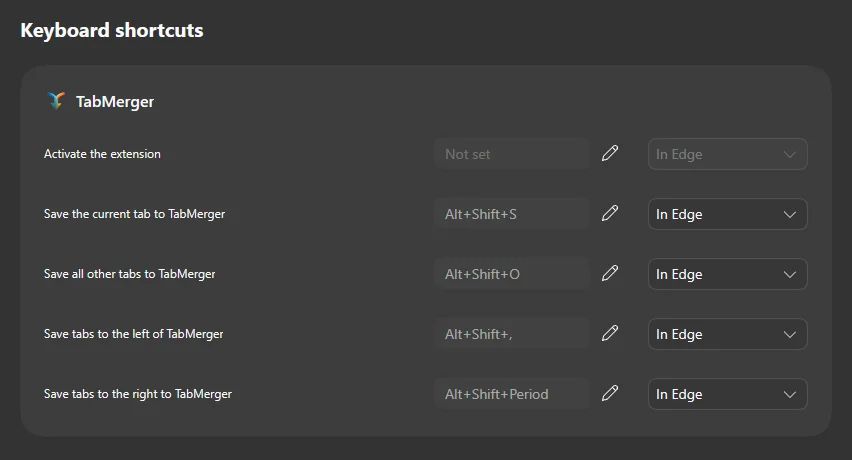 Keyboard shortcuts
TabMerger
Activate the extension Not set In Edge
Save the current tab to TabMerger Alt+Shift+S In Edge
Save all other tabs to TabMerger Alt+Shift+O In Edge
Save tabs to the left of TabMerger Alt+Shift+, In Edge
Save tabs to the right to TabMerger Alt+Shift+Period In Edge